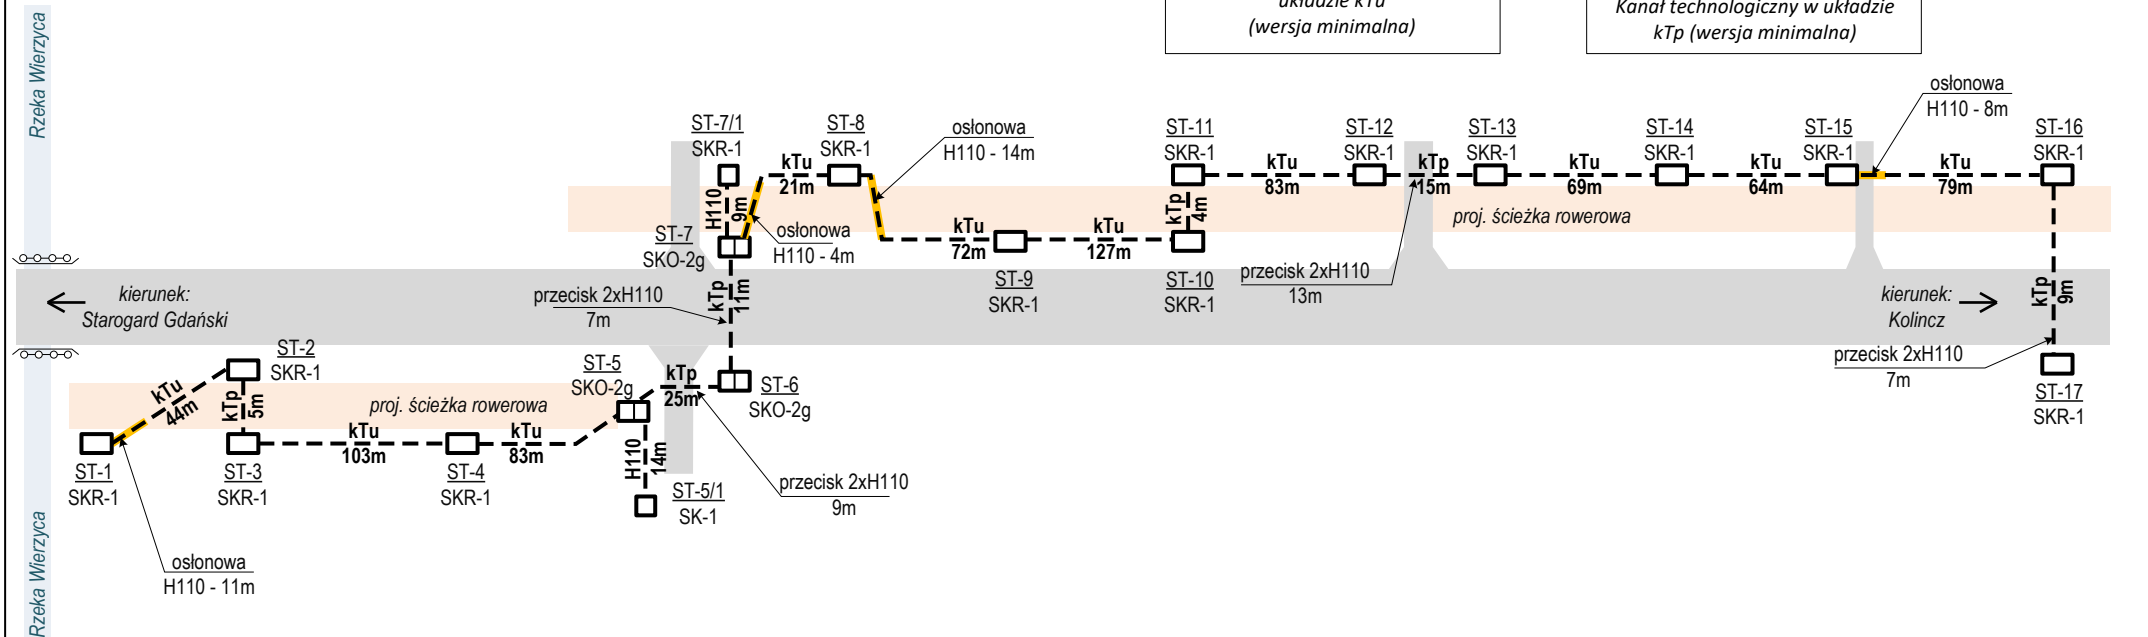 układzie kTu
(wersja minimalna)
Kanał technologiczny w układzie
kTp (wersja minimalna)
Rzeka Wierzyca
osłonowa
H110 - 8m
ST-7/1
SKR-1
ST-8
SKR-1
osłonowa
H110 - 14m
ST-11
SKR-1
ST-12
SKR-1
ST-13
SKR-1
ST-14
SKR-1
ST-15
SKR-1
ST-16
SKR-1
kTu
21m
kTu
83m
kTp
15m
kTu
69m
kTu
64m
kTu
79m
H110
9m
kTp
4m
proj. ścieżka rowerowa
ST-7
SKO-2g
osłonowa
H110 - 4m
kTu
72m
kTu
127m
ST-9
SKR-1
ST-10
SKR-1
przecisk 2xH110
13m
kierunek:
Starogard Gdański
przecisk 2xH110
7m
kTp
11m
kierunek:
Kolincz
kTp
9m
przecisk 2xH110
7m
ST-17
SKR-1
ST-2
SKR-1
kTu
44m
kTp
5m
proj. ścieżka rowerowa
ST-5
SKO-2g
kTp
25m
ST-6
SKO-2g
kTu
103m
kTu
83m
ST-1
SKR-1
ST-3
SKR-1
ST-4
SKR-1
H110
14m
ST-5/1
SK-1
przecisk 2xH110
9m
osłonowa
H110 - 11m
Rzeka Wierzyca